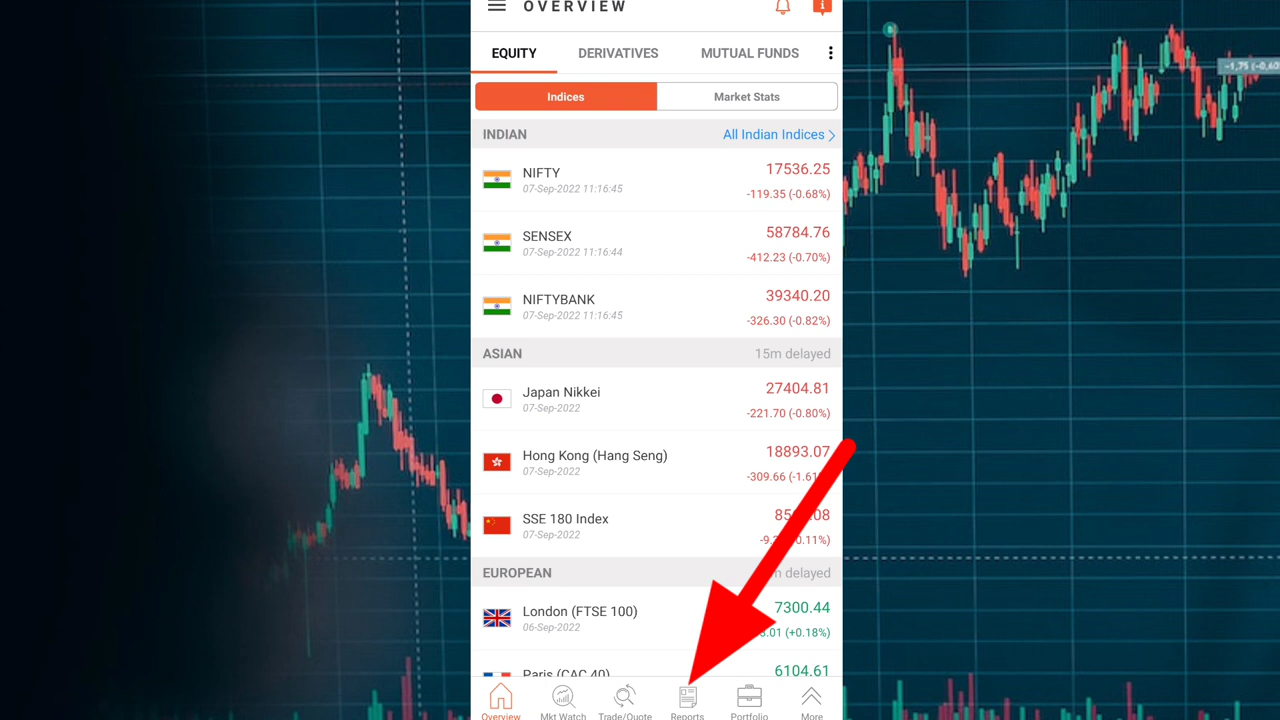 OVERVIEW
EQUITY DERIVATIVES MUTUAL FUNDS
Indices Market Stats
INDIAN All Indian Indices
NIFTY 17536.25
07-Sep-2022 11:16:45 -119.35 (-0.68%)
SENSEX 58784.76
07-Sep-2022 11:16:44 -412.23 (-0.70%)
NIFTYBANK 39340.20
07-Sep-2022 11:16:45 -326.30 (-0.82%)
ASIAN 15m delayed
Japan Nikkei 27404.81
07-Sep-2022 -221.70 (-0.80%)
Hong Kong (Hang Seng) 18893.07
07-Sep-2022 -309.66
SSE 180 Index
07-Sep-2022
EUROPEAN delayed
London (FTSE 100) 7300.44
06-Sep-2022 (+0.18%)
Paris (CAC 40) 6104.61
Overview Mkt Watch Trade/Quote Reports Portfolio More